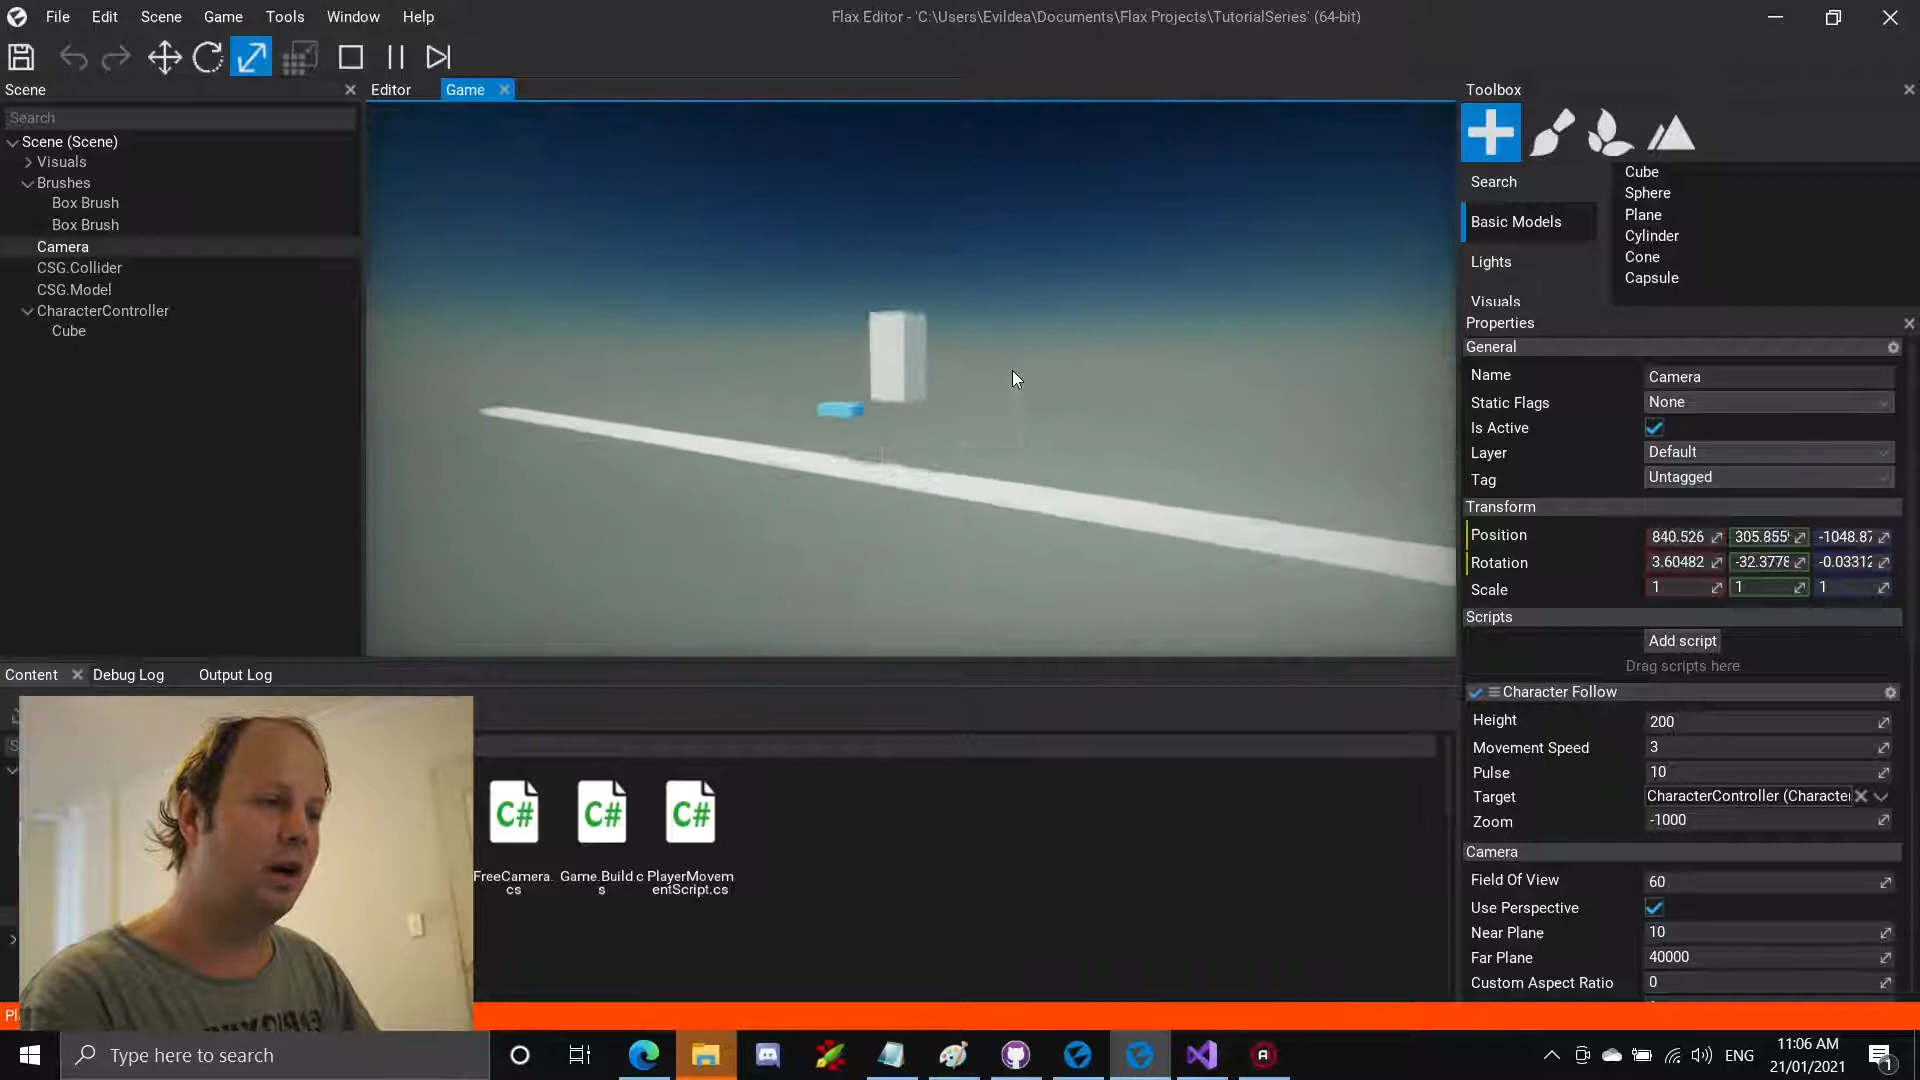 File Edit Scene Game Tools Window Help
Flax Editor - 'C:\Users\Evildea\Documents\Flax Projects\TutorialSeries' (64-bit)
Scene
Editor
Game
Toolbox
Search
Scene (Scene)
Visuals
Brushes
Box Brush
Box Brush
Camera
CSG.Collider
CSG.Model
CharacterController
Cube
Search
Basic Models
Lights
Visuals
Cube
Sphere
Plane
Cylinder
Cone
Capsule
Properties
General
Name Camera
Static Flags None
Is Active
Layer Default
Tag Untagged
Transform
Position 840.526 305.855 -1048.87
Rotation 3.60482 -32.3778 -0.03312
Scale 1 1 1
Scripts
Add script
Drag scripts here
Character Follow
Height 200
Movement Speed 3
Pulse 10
Target CharacterController (Character
Zoom -1000
Camera
Field Of View 60
Use Perspective
Near Plane 10
Far Plane 40000
Custom Aspect Ratio 0
Content Debug Log Output Log
C# C# C#
FreeCamera.
cs
Game.Build.c
s
PlayerMovem
entScript.cs
Pl
Type here to search
ENG
11:06 AM
21/01/2021
1